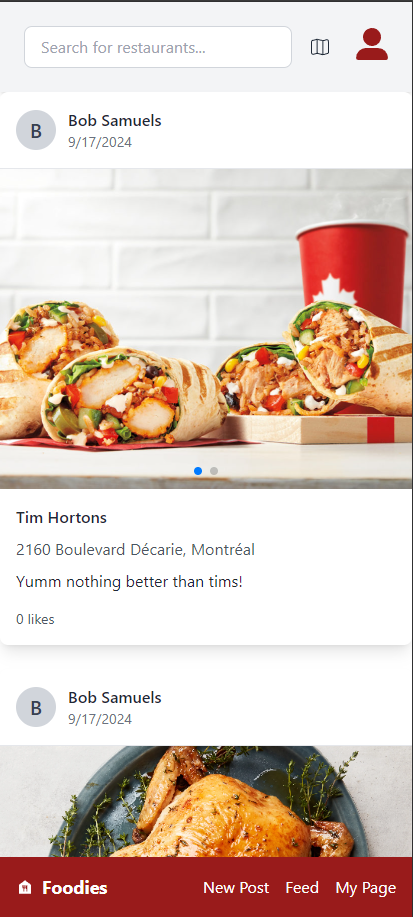 Search for restaurants...
B
Bob Samuels
9/17/2024
Tim Hortons
2160 Boulevard Décarie, Montréal
Yumm nothing better than tims!
0 likes
B
Bob Samuels
9/17/2024
Foodies New Post Feed My Page